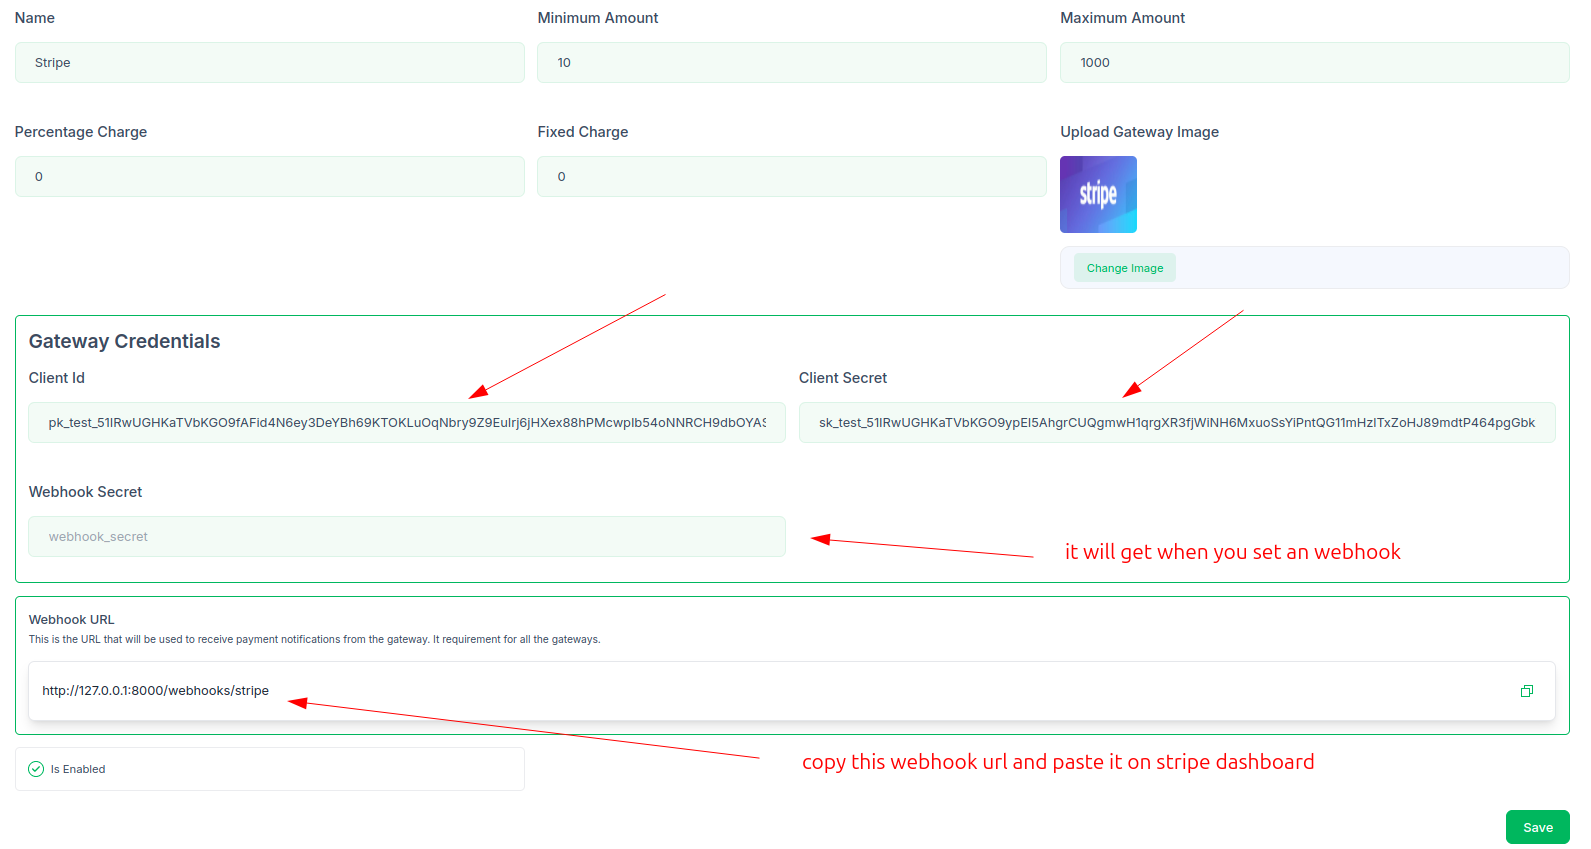 Name
Minimum Amount
Maximum Amount
Stripe
10
1000
Percentage Charge
Fixed Charge
Upload Gateway Image
0
0
stripe
Change Image
Gateway Credentials
Client Id
Client Secret
pk_test_51IRwUGHKaTVbKGO9fAFid4N6ey3DeYBh69KTOKLuOqNbry9Z9EuIrj6jHXex88hPMcwpIb54oNNRCH9dbOYAS
sk_test_51IRwUGHKaTVbKGO9ypEI5AhgrCUQgmwH1qrgXR3fjWiNH6MxuoSsYlPntQG11mHzITxZoHJ89mdtP464pgGbk
Webhook Secret
webhook_secret
it will get when you set an webhook
Webhook URL
This is the URL that will be used to receive payment notifications from the gateway. It requirement for all the gateways.
http://127.0.0.1:8000/webhooks/stripe
copy this webhook url and paste it on stripe dashboard
Is Enabled
Save